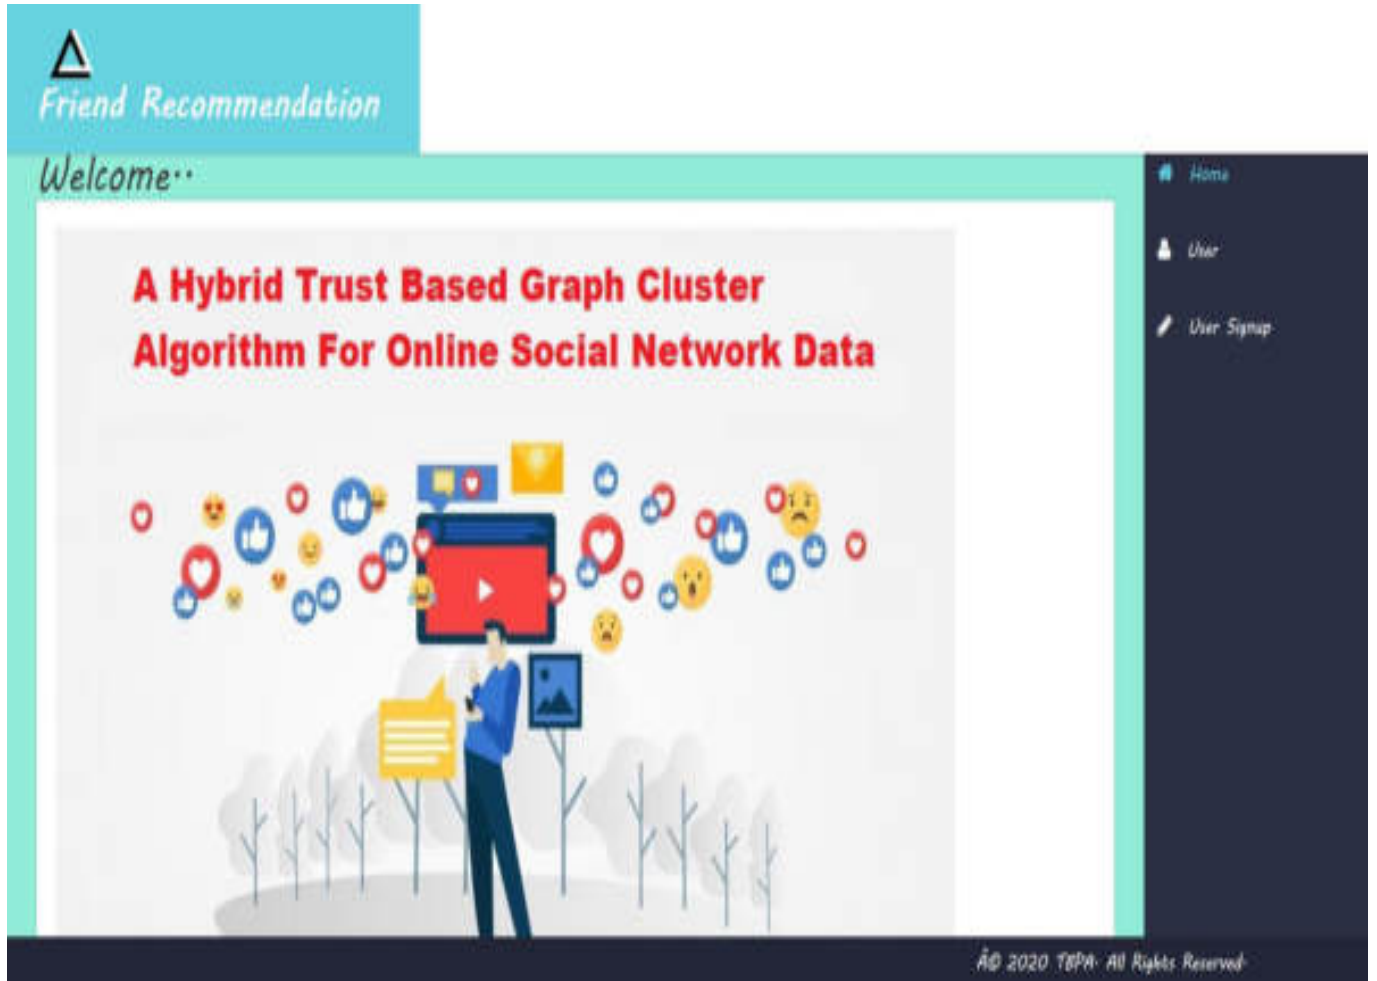 Friend Recommendation
Welcome..
Home
User
User Signup
A Hybrid Trust Based Graph Cluster
Algorithm For Online Social Network Data
Â© 2020 TBPA. All Rights Reserved.